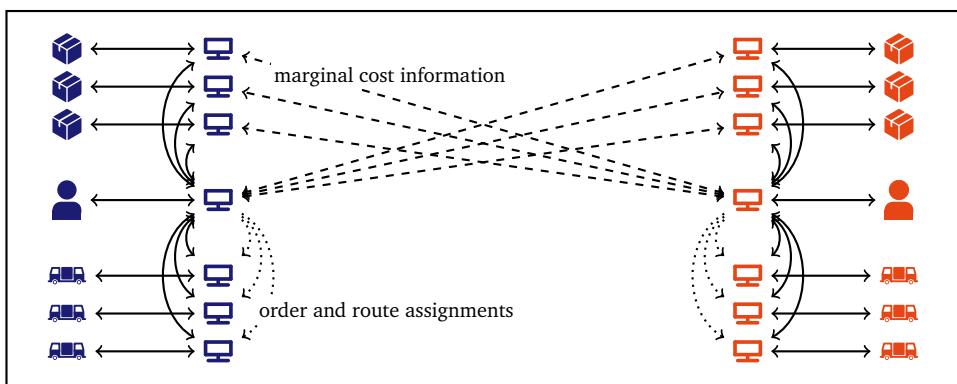 marginal cost information
order and route assignments